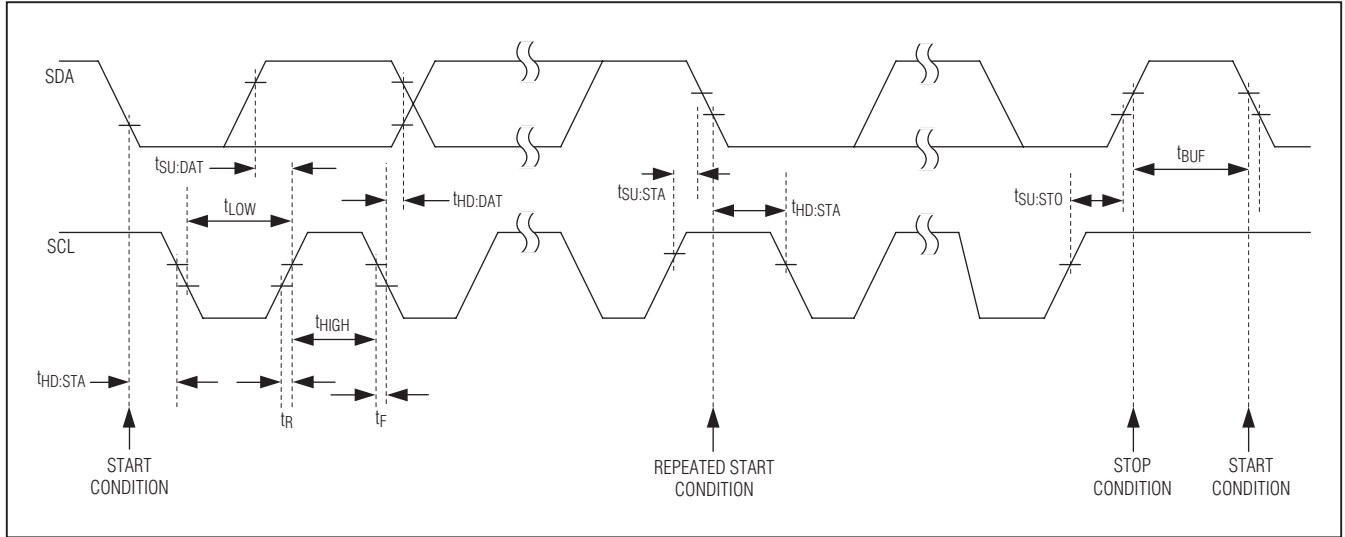 SDA
tSU:DAT
tHD:DAT
tLOW
tSU:STA
tHD:STA
tSU:STO
tBUF
SCL
tHIGH
tHD:STA
tR
tF
START
CONDITION
REPEATED START
CONDITION
STOP
CONDITION
START
CONDITION